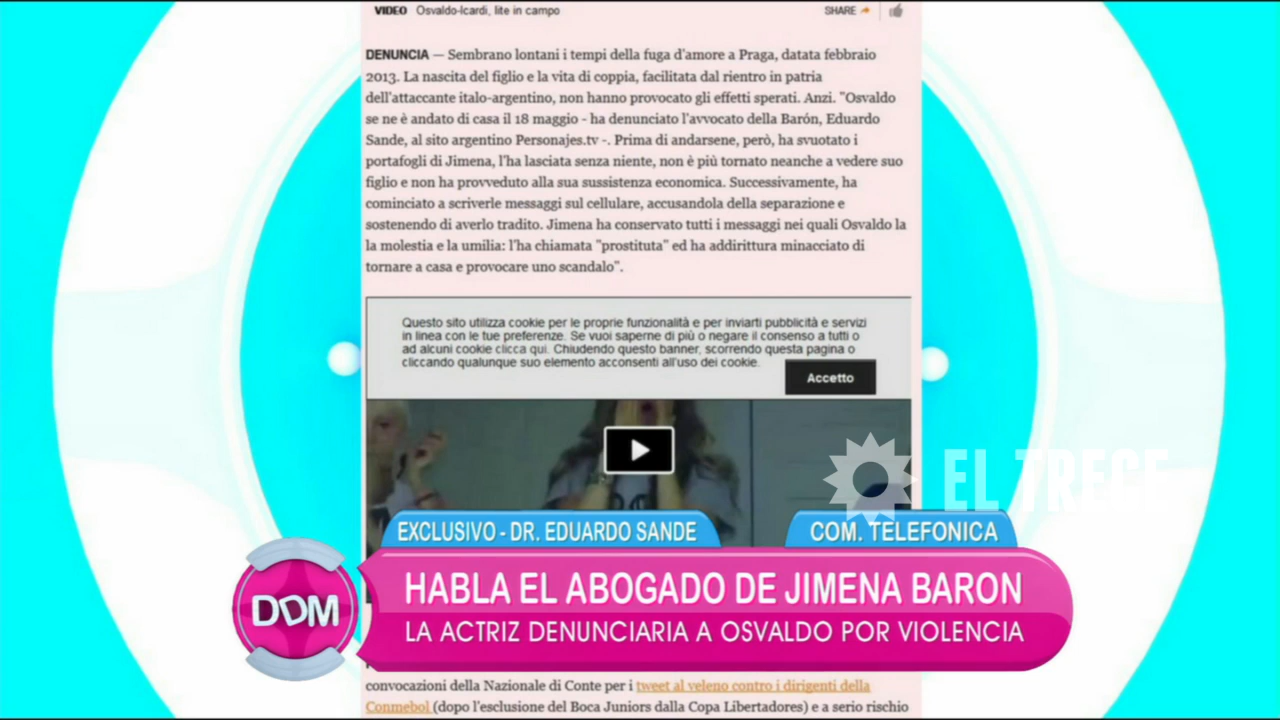 VIDEO Osvaldo-Icardi, lite in campo SHARE
DENUNCIA — Sembrano lontani i tempi della fuga d'amore a Praga, datata febbraio
2013. La nascita del figlio e la vita di coppia, facilitata dal rientro in patria
dell'attaccante italo-argentino, non hanno provocato gli effetti sperati. Anzi. "Osvaldo
se ne è andato di casa il 18 maggio - ha denunciato l'avvocato della Barón, Eduardo
Sande, al sito argentino Personajes.tv -. Prima di andarsene, però, ha svuotato i
portafogli di Jimena, l'ha lasciata senza niente, non è più tornato neanche a vedere suo
figlio e non ha provveduto alla sua sussistenza economica. Successivamente, ha
cominciato a scriverle messaggi sul cellulare, accusandola della separazione e
sostenendo di averlo tradito. Jimena ha conservato tutti i messaggi nei quali Osvaldo la
la molestia e la umilia: l'ha chiamata "prostituta" ed ha addirittura minacciato di
tornare a casa e provocare uno scandalo".
Questo sito utilizza cookie per le proprie funzionalità e per inviarti pubblicità e servizi
in linea con le tue preferenze. Se vuoi saperne di più o negare il consenso a tutti o
ad alcuni cookie clicca qui. Chiudendo questo banner, scorrendo questa pagina o
cliccando qualunque suo elemento acconsenti all'uso dei cookie.
Accetto
EL TRECE
EXCLUSIVO - DR. EDUARDO SANDE COM. TELEFONICA
DDM
HABLA EL ABOGADO DE JIMENA BARON
LA ACTRIZ DENUNCIARIA A OSVALDO POR VIOLENCIA
convocazioni della Nazionale di Conte per i tweet al veleno contro i dirigenti della
Conmebol (dopo l'esclusione del Boca Juniors dalla Copa Libertadores) e a serio rischio